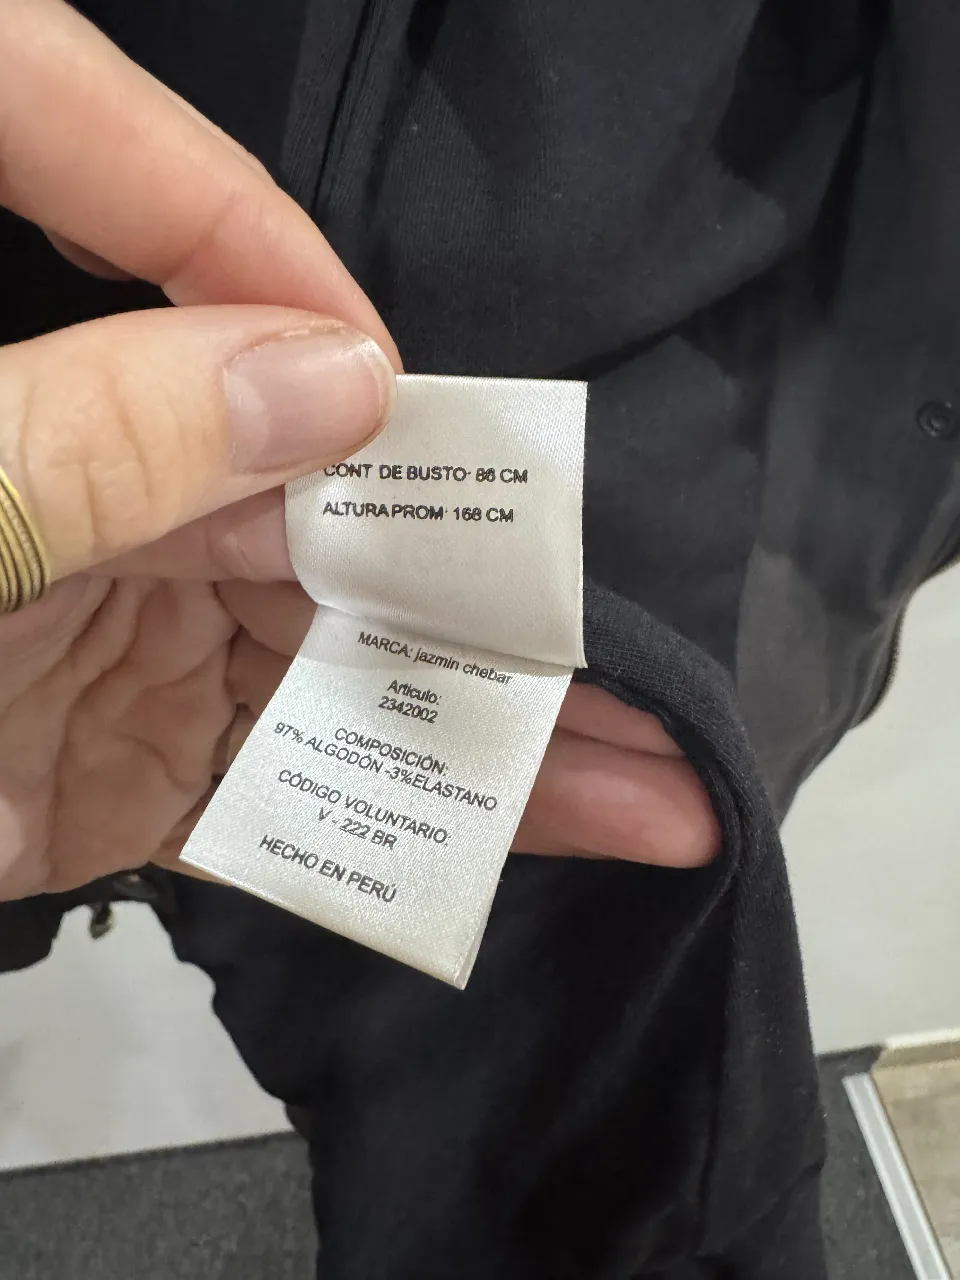 CONT DE BUSTO: 86 CM
ALTURA PROM: 168 CM
MARCA: jazmin chebar
Artículo:
2342002
COMPOSICIÓN:
97% ALGODÓN -3%ELASTANO
CÓDIGO VOLUNTARIO:
V - 222 BR
HECHO EN PERÚ